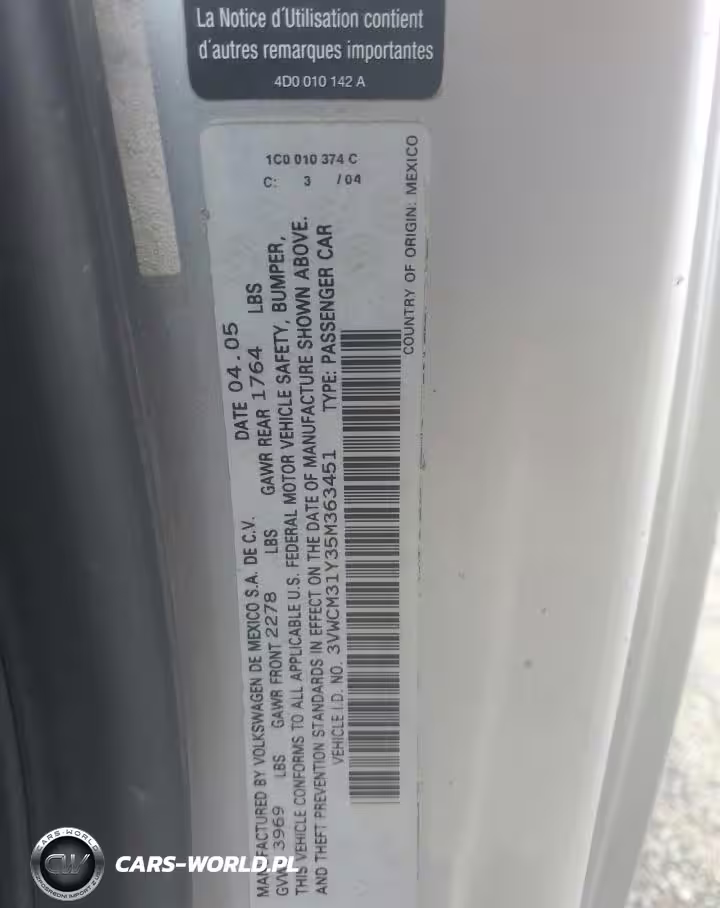 La Notice d'Utilisation contient
d'autres remarques importantes
4D0 010 142 A
1C0 010 374 C
C: 3 /04
MANUFACTURED BY VOLKSWAGEN DE MEXICO S.A. DE C.V. DATE 04.05
3969 LBS GAWR FRONT 2278 LBS GAWR REAR 1764 LBS
THIS VEHICLE CONFORMS TO ALL APPLICABLE U.S. FEDERAL MOTOR VEHICLE SAFETY, BUMPER,
AND THEFT PREVENTION STANDARDS IN EFFECT ON THE DATE OF MANUFACTURE SHOWN ABOVE.
VEHICLE I.D. NO. 3VWCM31Y35M363451 TYPE: PASSENGER CAR
COUNTRY OF ORIGIN: MEXICO
CARS-WORLD
CW
CARS-WORLD.PL